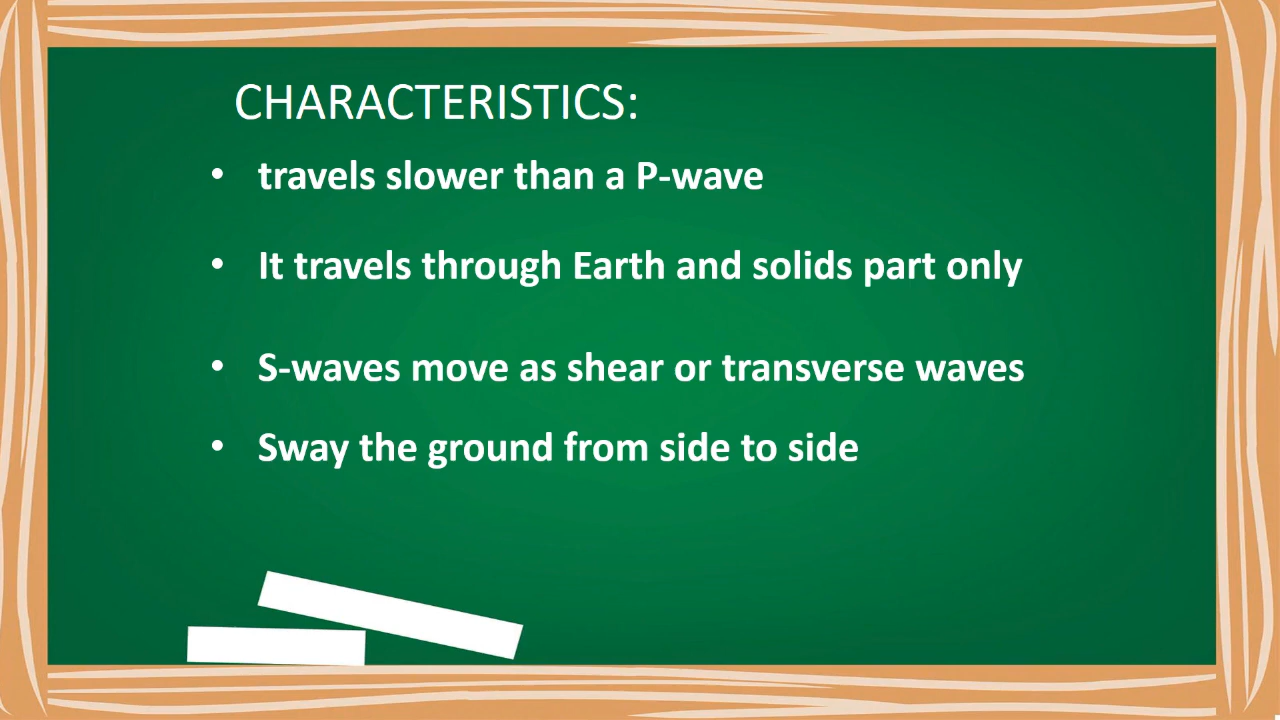 CHARACTERISTICS:
• travels slower than a P-wave
• It travels through Earth and solids part only
• S-waves move as shear or transverse waves
• Sway the ground from side to side